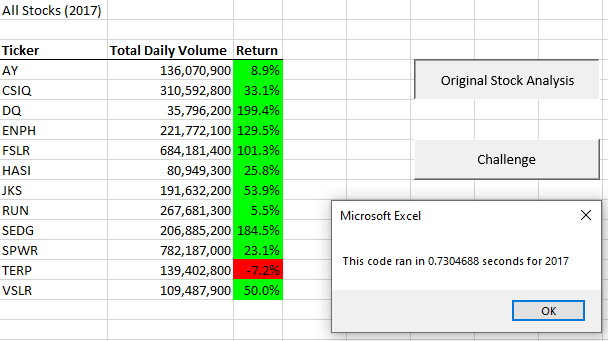 All Stocks (2017)
Ticker Total Daily Volume Return
AY 136,070,900 8.9%
CSIQ 310,592,800 33.1%
DQ 35,796,200 199.4%
ENPH 221,772,100 129.5%
FSLR 684,181,400 101.3%
HASI 80,949,300 25.8%
JKS 191,632,200 53.9%
RUN 267,681,300 5.5%
SEDG 206,885,200 184.5%
SPWR 782,187,000 23.1%
TERP 139,402,800 -7.2%
VSLR 109,487,900 50.0%
Original Stock Analysis
Challenge
Microsoft Excel
This code ran in 0.7304688 seconds for 2017
OK